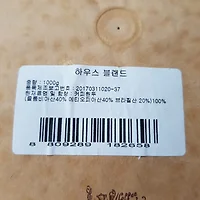 하우스 블랜드
중량 : 1000g
품목제조보고번호 : 20170311020-37
원재료명 및 함량 : 커피원두
(콜롬비아산40% 에티오피아산40% 브라질산 20%)100%
8 809289 182658